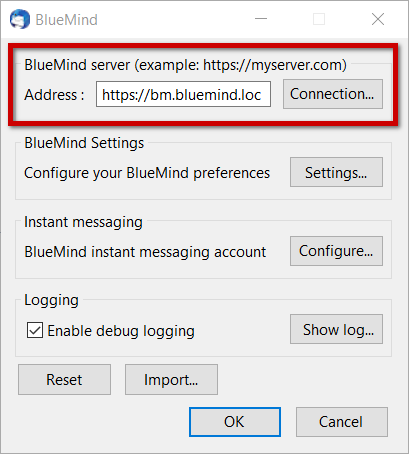 BlueMind
BlueMind server (example: https://myserver.com)
Address : https://bm.bluemind.loc Connection...
BlueMind Settings
Configure your BlueMind preferences Settings...
Instant messaging
BlueMind instant messaging account Configure...
Logging
Enable debug logging Show log...
Reset Import...
OK Cancel